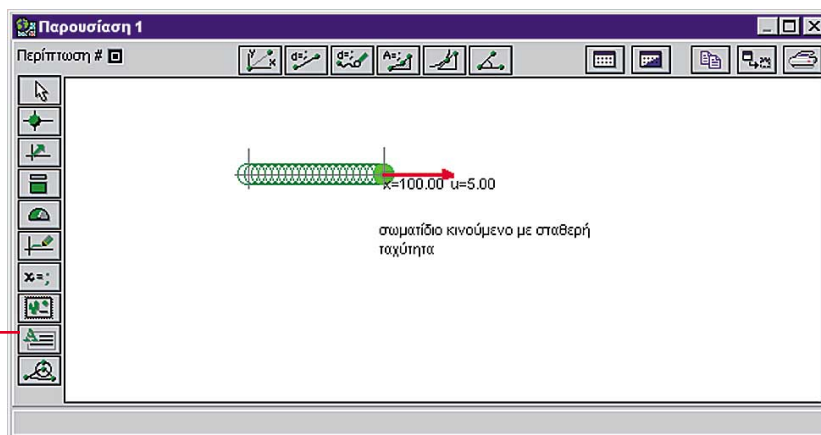 Παρουσίαση 1
Περίπτωση #
y x d=; d=; A=;
x=100.00 u=5.00
σωματίδιο κινούμενο με σταθερή
ταχύτητα
x=;
A